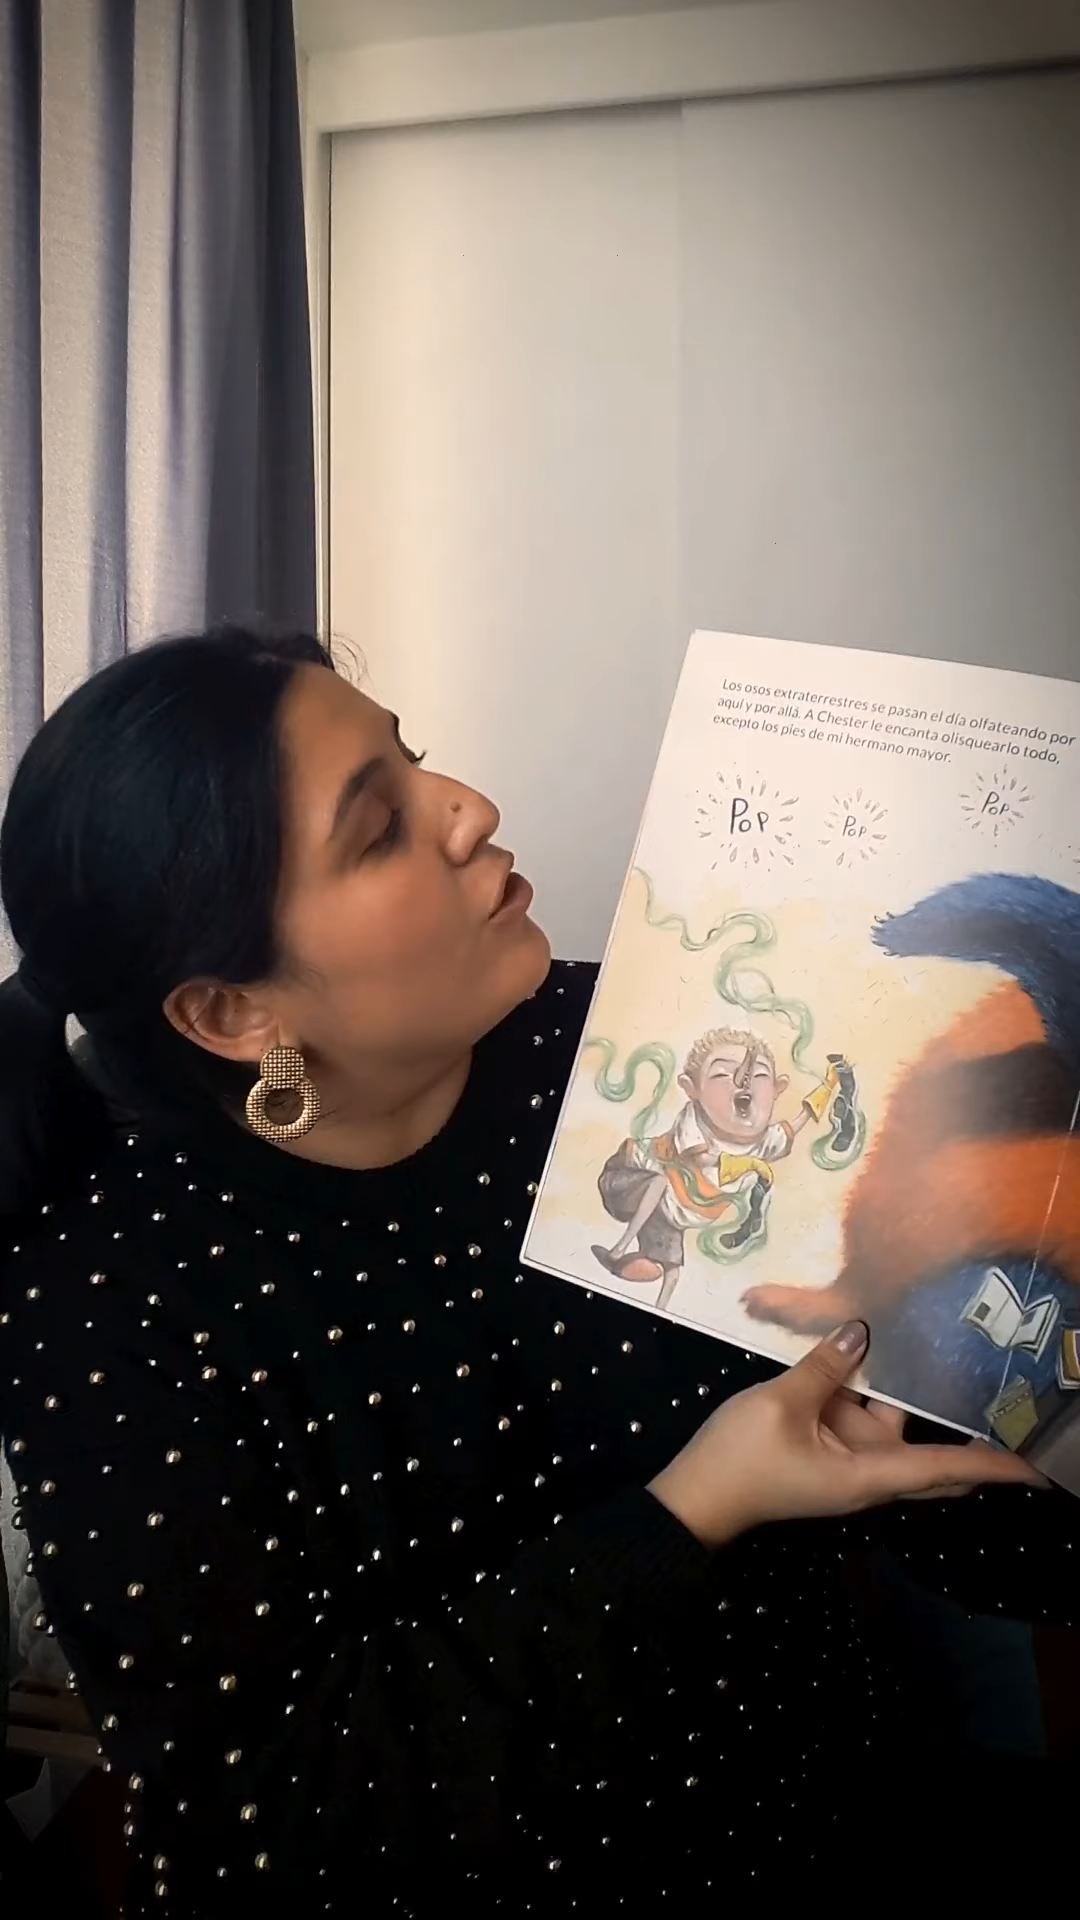 Los osos extraterrestres se pasan el día olfateando por
aquí y por allá. A Chester le encanta olisquearlo todo,
excepto los pies de mi hermano mayor.
Pop
Pop
Pop